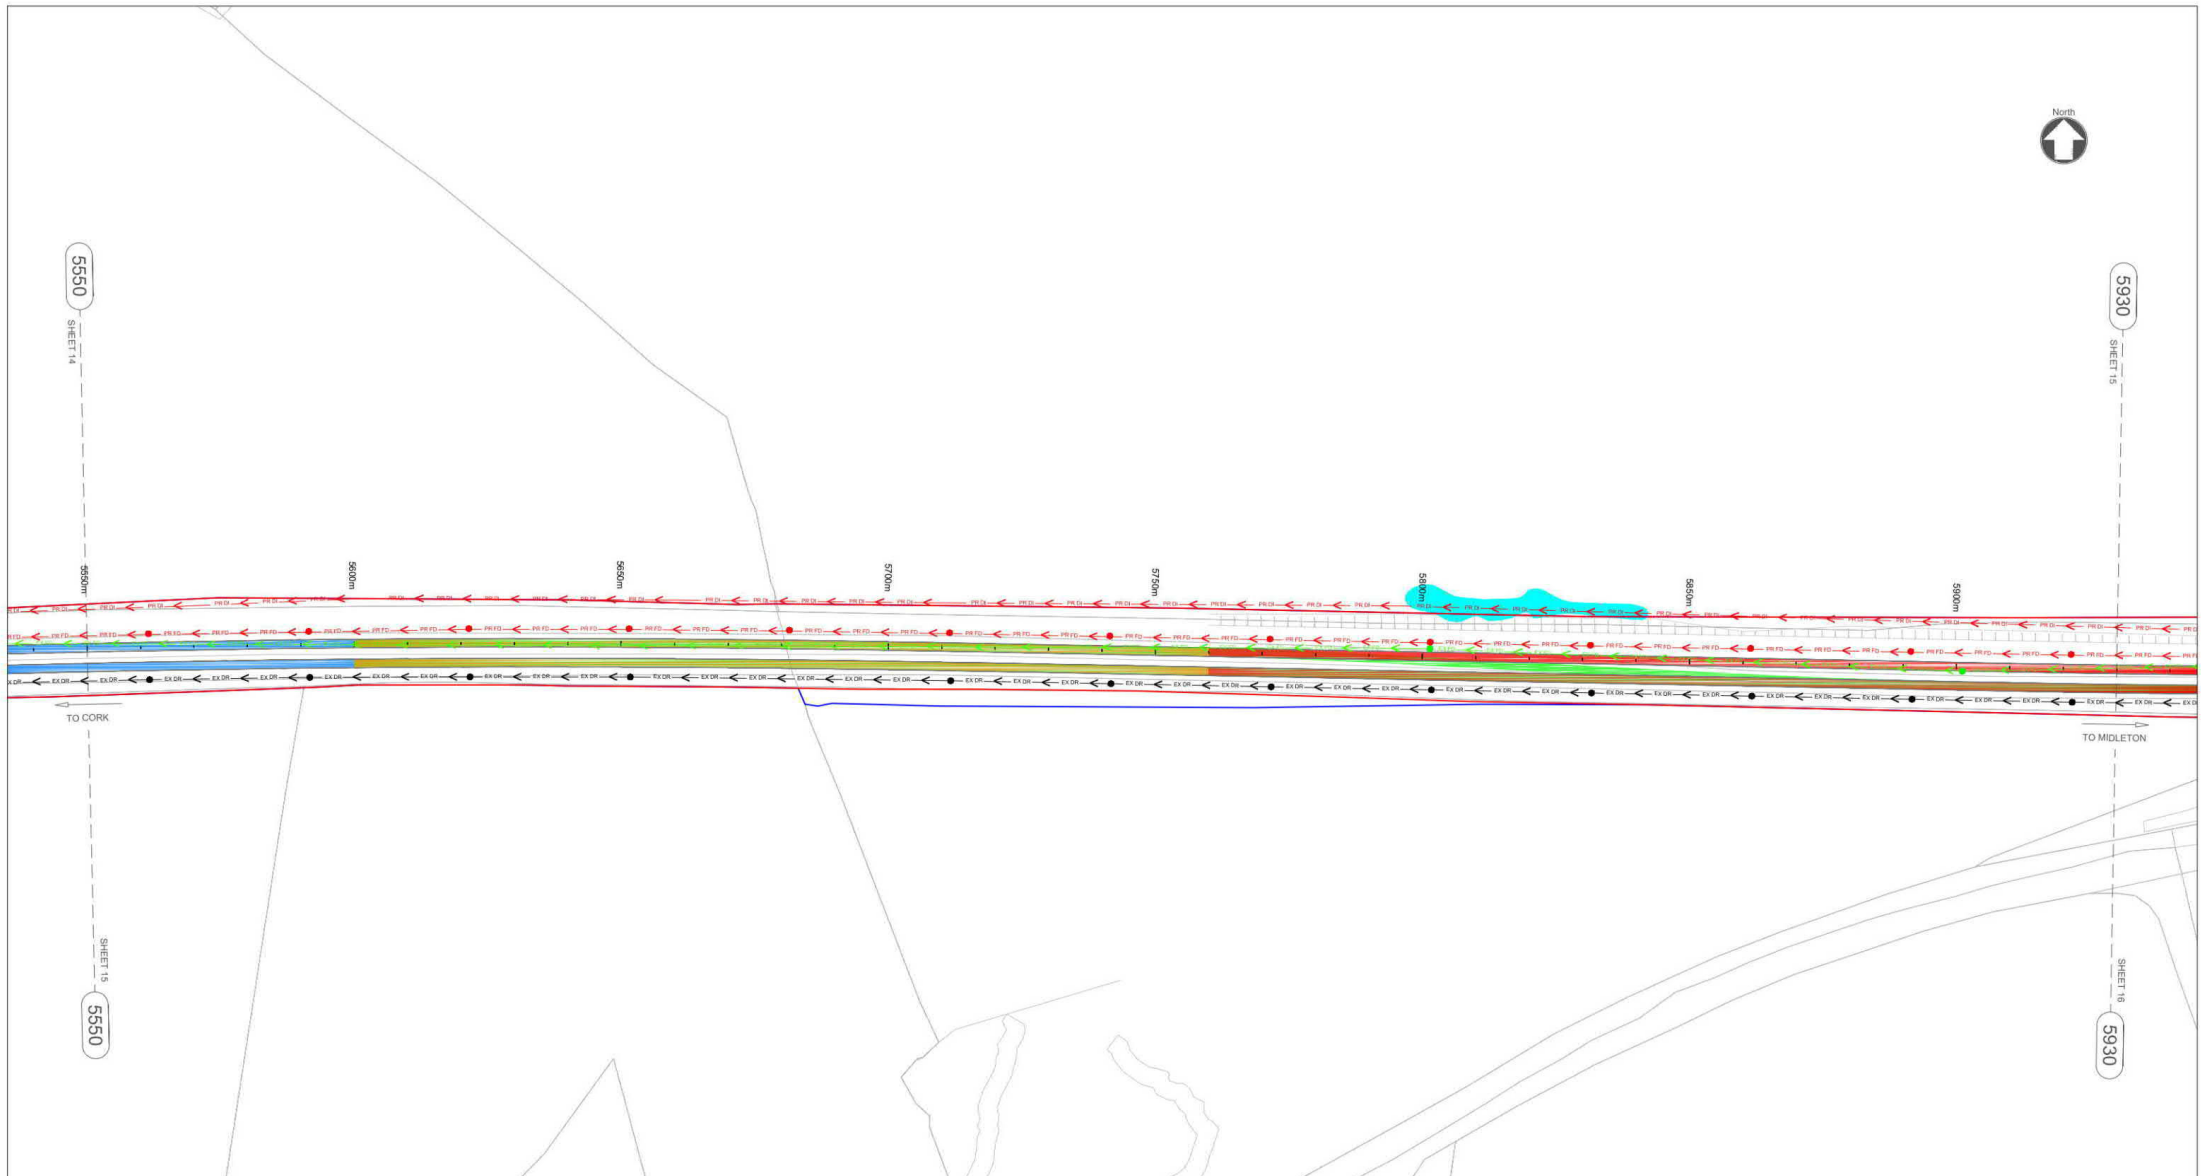 North
5550
SHEET 14
5930
SHEET 15
5550m
5600m
5650m
5700m
5750m
5800m
5850m
5900m
PR DI
PR FD
EX DR
TO CORK
TO MIDLETON
SHEET 15
5550
SHEET 16
5930